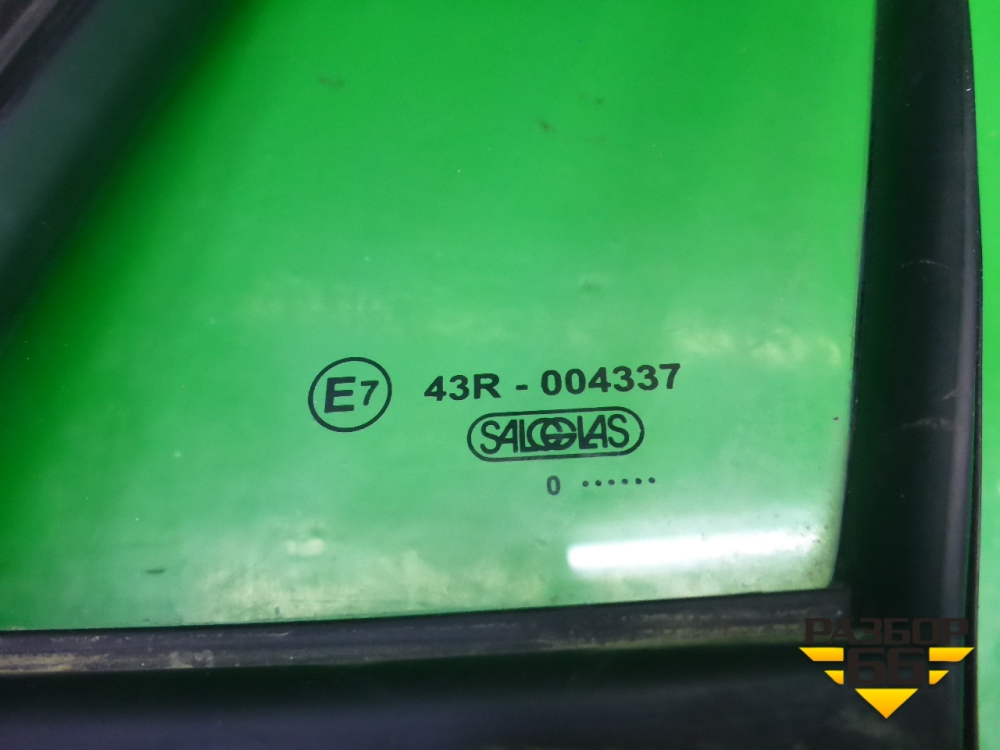 E7 43R - 004337
SALGGLAS
0 ......
РАЗБОР
66